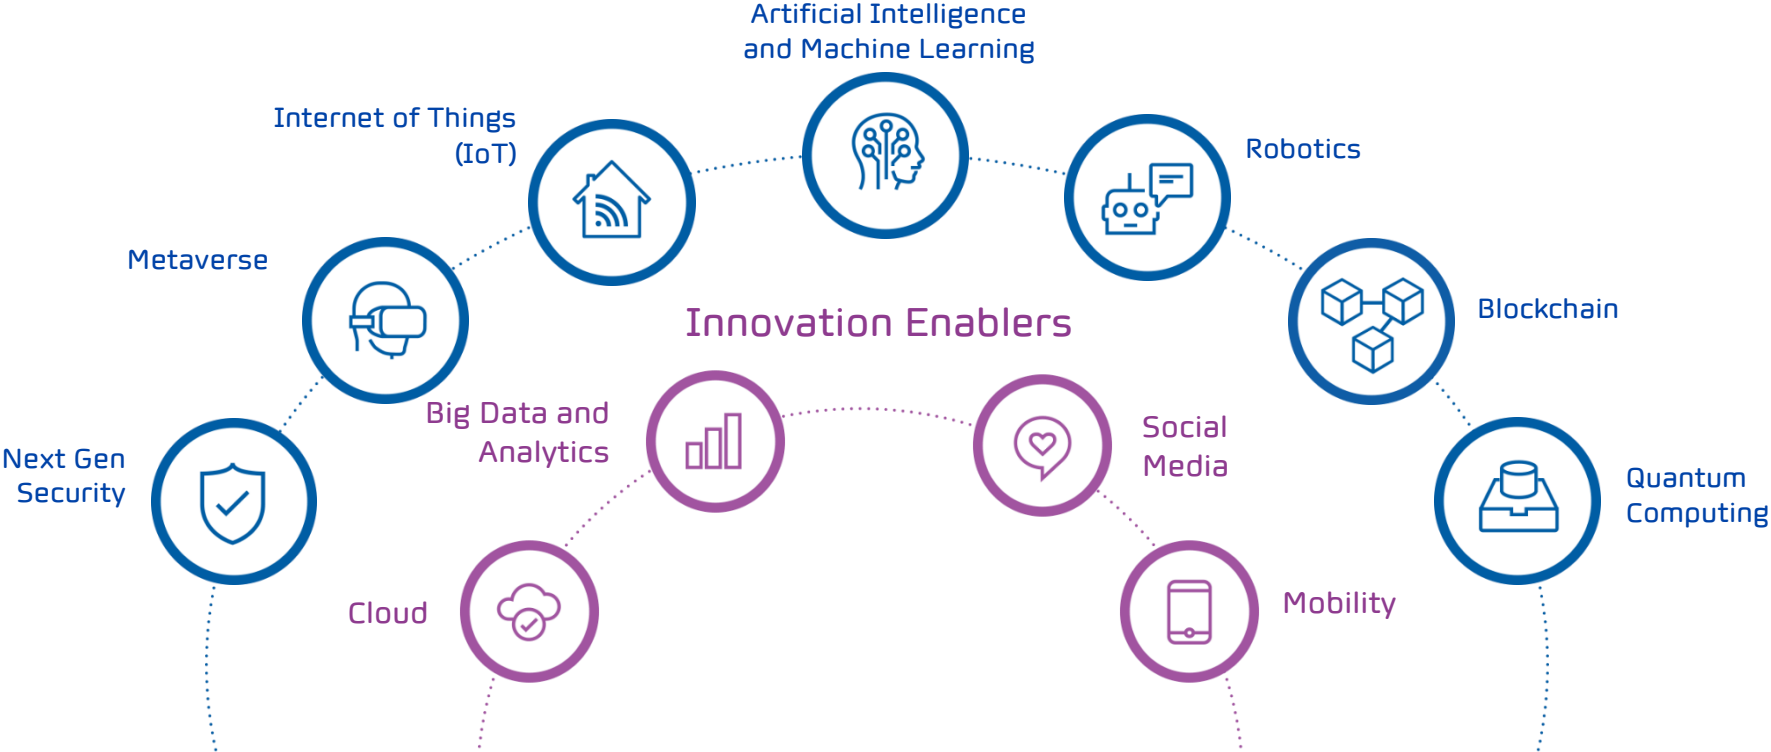 Artificial Intelligence
and Machine Learning
Internet of Things
(IoT)
Robotics
Metaverse
Blockchain
Innovation Enablers
Big Data and
Analytics
Social
Media
Next Gen
Security
Quantum
Computing
Cloud
Mobility